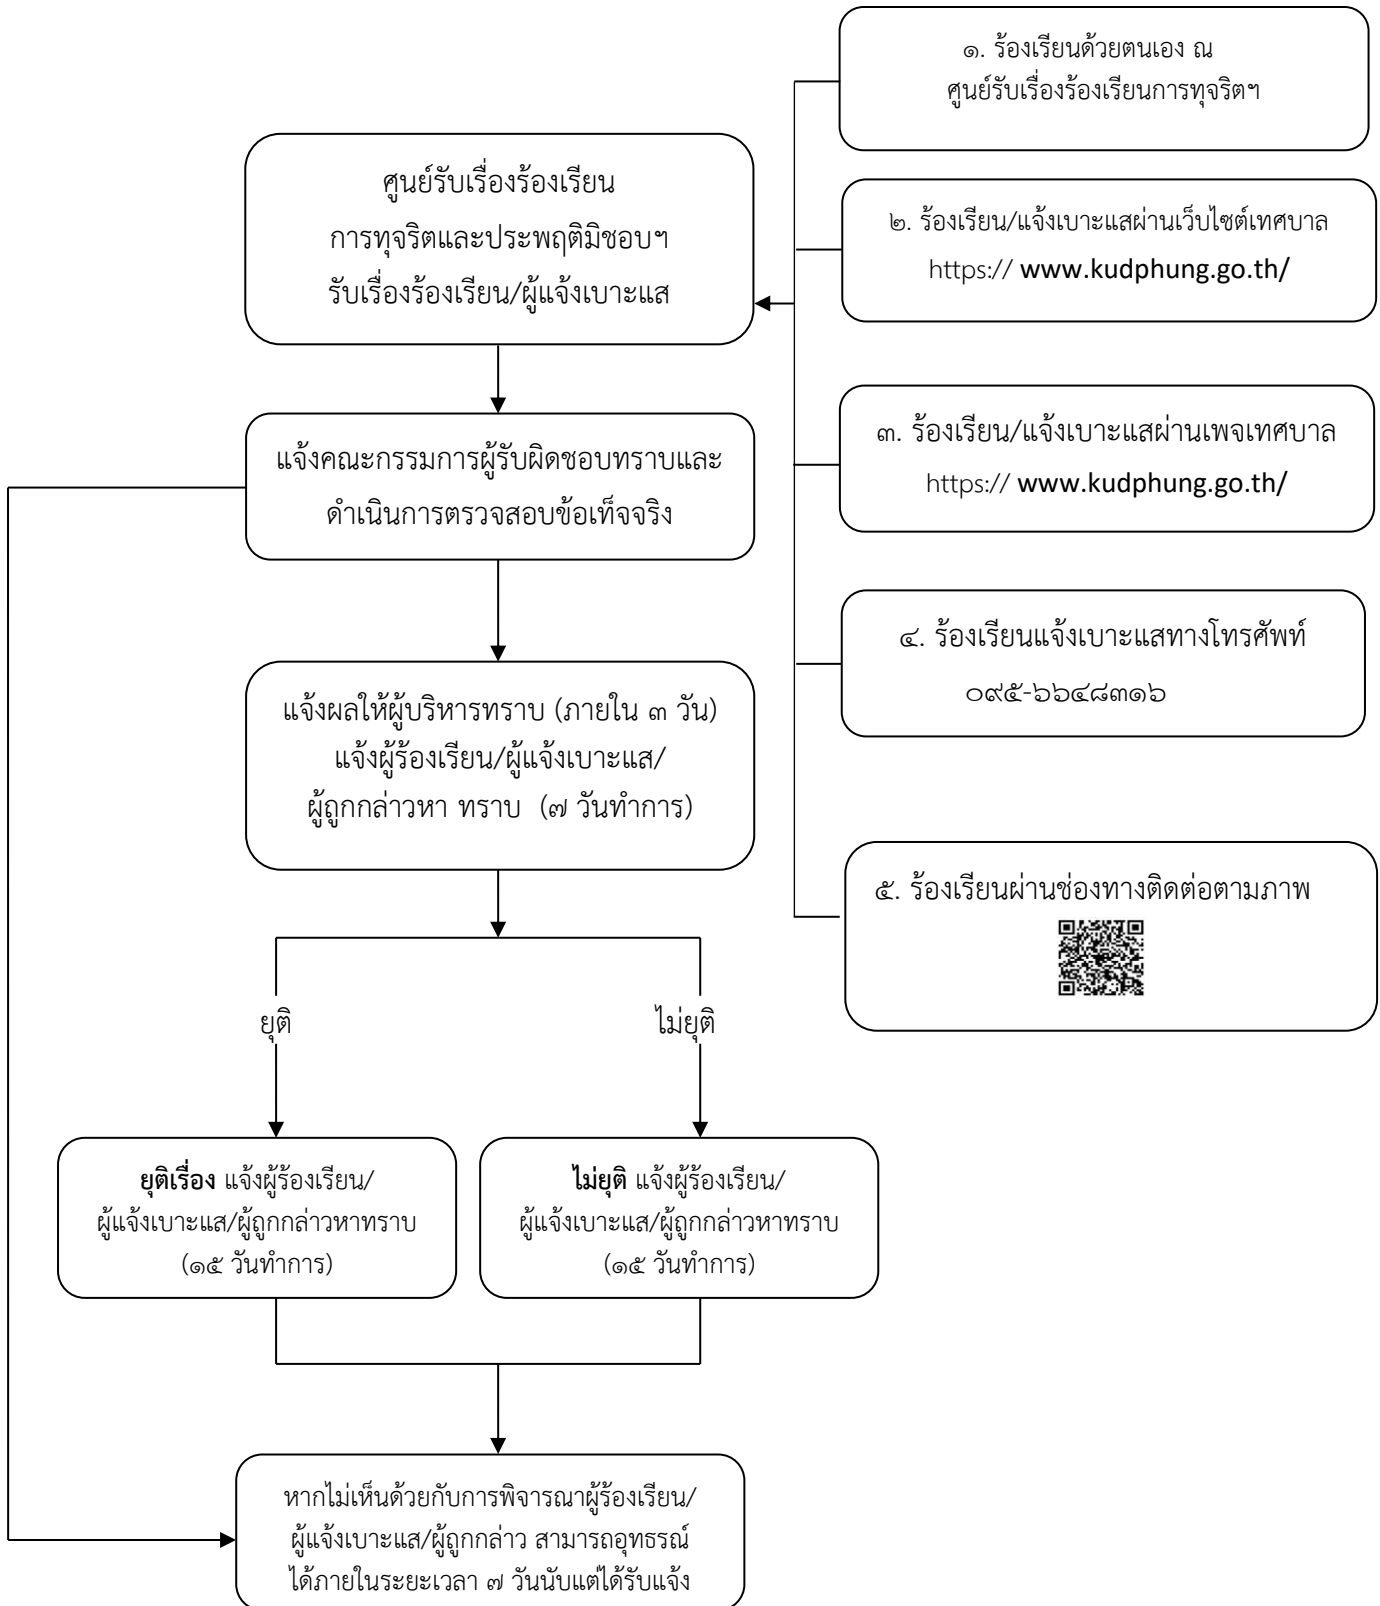 ๑. ร้องเรียนด้วยตนเอง ณ
ศูนย์รับเรื่องร้องเรียนการทุจริตฯ
ศูนย์รับเรื่องร้องเรียน
การทุจริตและประพฤติมิชอบฯ
รับเรื่องร้องเรียน/ผู้แจ้งเบาะแส
๒. ร้องเรียน/แจ้งเบาะแสผ่านเว็บไซต์เทศบาล
https:// www.kudphung.go.th/
๓. ร้องเรียน/แจ้งเบาะแสผ่านเพจเทศบาล
https:// www.kudphung.go.th/
แจ้งคณะกรรมการผู้รับผิดชอบทราบและ
ดำเนินการตรวจสอบข้อเท็จจริง
๔. ร้องเรียนแจ้งเบาะแสทางโทรศัพท์
๐๙๕-๖๖๔๘๓๑๖
แจ้งผลให้ผู้บริหารทราบ (ภายใน ๓ วัน)
แจ้งผู้ร้องเรียน/ผู้แจ้งเบาะแส/
ผู้ถูกกล่าวหา ทราบ (๗ วันทำการ)
๕. ร้องเรียนผ่านช่องทางติดต่อตามภาพ
ยุติ
ไม่ยุติ
ยุติเรื่อง แจ้งผู้ร้องเรียน/
ผู้แจ้งเบาะแส/ผู้ถูกกล่าวหาทราบ
(๑๕ วันทำการ)
ไม่ยุติ แจ้งผู้ร้องเรียน/
ผู้แจ้งเบาะแส/ผู้ถูกกล่าวหาทราบ
(๑๕ วันทำการ)
หากไม่เห็นด้วยกับการพิจารณาผู้ร้องเรียน/
ผู้แจ้งเบาะแส/ผู้ถูกกล่าว สามารถอุทธรณ์
ได้ภายในระยะเวลา ๗ วันนับแต่ได้รับแจ้ง